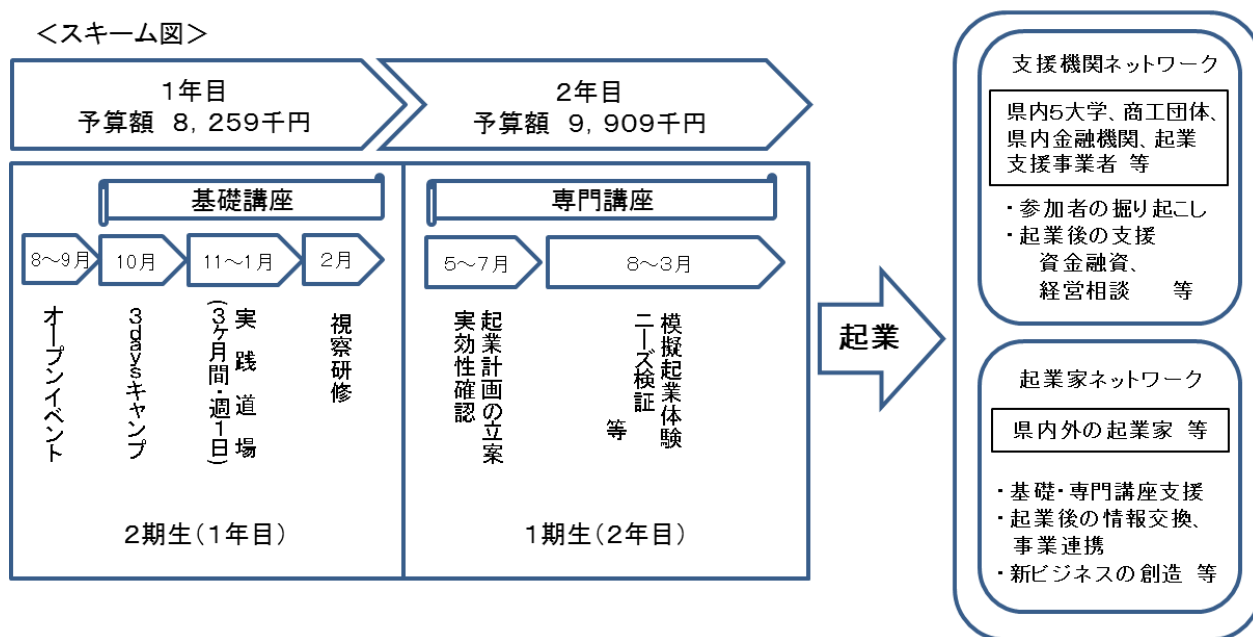 ＜スキーム図＞
1年目
予算額 8，259千円
2年目
予算額 9，909千円
基礎講座
8～9月
10月
11～1月
2月
オープンイベント
3daysキャンプ
実践道場
(3ヶ月間・週1日)
視察研修
2期生(1年目)
専門講座
5～7月
8～3月
起業計画の立案
実効性確認
模擬起業体験
ニーズ検証 等
1期生(2年目)
起業
支援機関ネットワーク
県内5大学、商工団体、
県内金融機関、起業
支援事業者 等
・参加者の掘り起こし
・起業後の支援
資金融資、
経営相談 等
起業家ネットワーク
県内外の起業家 等
・基礎・専門講座支援
・起業後の情報交換、
事業連携
・新ビジネスの創造 等